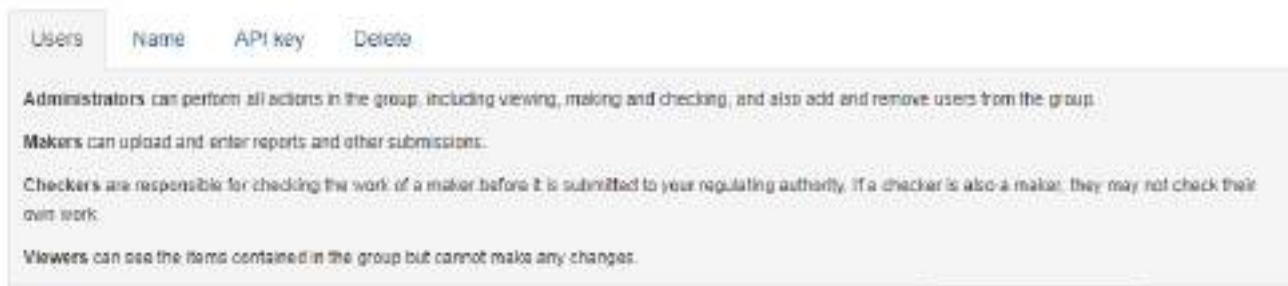 Users Name API key Delete
Administrators can perform all actions in the group, including viewing, making and checking, and also add and remove users from the group.
Makers can upload and enter reports and other submissions.
Checkers are responsible for checking the work of a maker before it is submitted to your regulating authority. If a checker is also a maker, they may not check their
own work.
Viewers can see the items contained in the group but cannot make any changes.